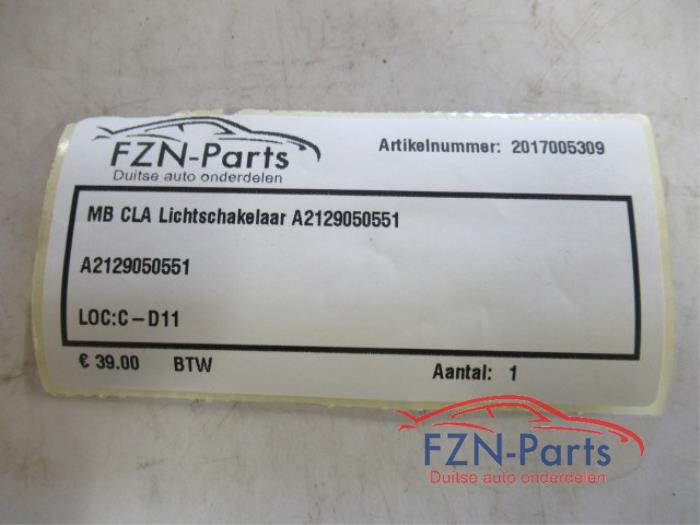 FZN-Parts
Duitse auto onderdelen
Artikelnummer: 2017005309
MB CLA Lichtschakelaar A2129050551
A2129050551
LOC:C-D11
€ 39.00 BTW Aantal: 1
FZN-Parts
Duitse auto onderdelen